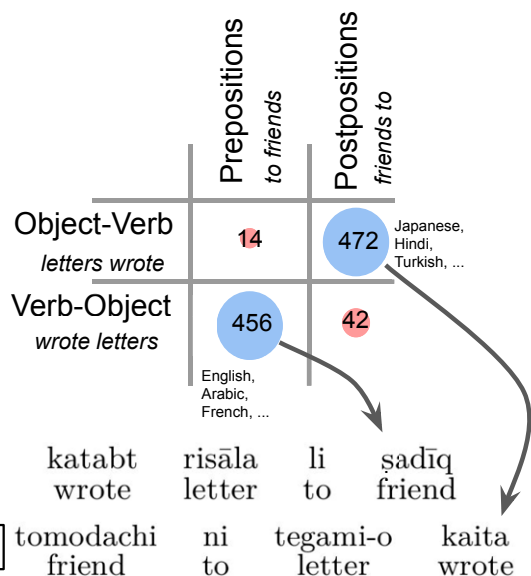 Prepositions
to friends
Postpositions
friends to
Object-Verb
letters wrote
14
472
Japanese,
Hindi,
Turkish, ...
Verb-Object
wrote letters
456
42
English,
Arabic,
French, ...
katabt risāla li ṣadīq
wrote letter to friend
tomodachi ni tegami-o kaita
friend to letter wrote